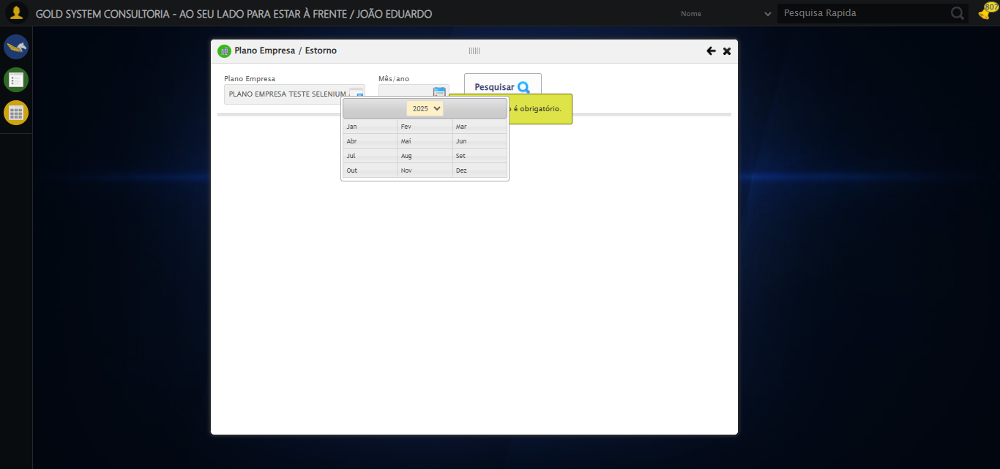 GOLD SYSTEM CONSULTORIA - AO SEU LADO PARA ESTAR À FRENTE / JOÃO EDUARDO
Nome
Pesquisa Rapida
807
Plano Empresa / Estorno
Plano Empresa
Mês/ano
PLANO EMPRESA TESTE SELENIUM
Pesquisar
é obrigatório.
2025
Jan Fev Mar
Abr Mai Jun
Jul Aug Set
Out Nov Dez